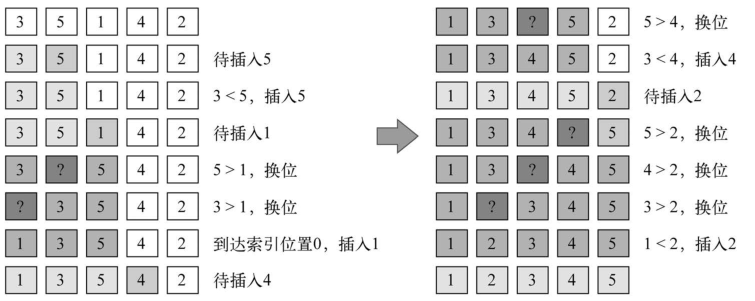 3 5 1 4 2
3 5 1 4 2 待插入5
3 5 1 4 2 3 < 5，插入5
3 5 1 4 2 待插入1
3 ? 5 4 2 5 > 1，换位
? 3 5 4 2 3 > 1，换位
1 3 5 4 2 到达索引位置0，插入1
1 3 5 4 2 待插入4
1 3 ? 5 2 5 > 4，换位
1 3 4 5 2 3 < 4，插入4
1 3 4 5 2 待插入2
1 3 4 ? 5 5 > 2，换位
1 3 ? 4 5 4 > 2，换位
1 ? 3 4 5 3 > 2，换位
1 2 3 4 5 1 < 2，插入2
1 2 3 4 5